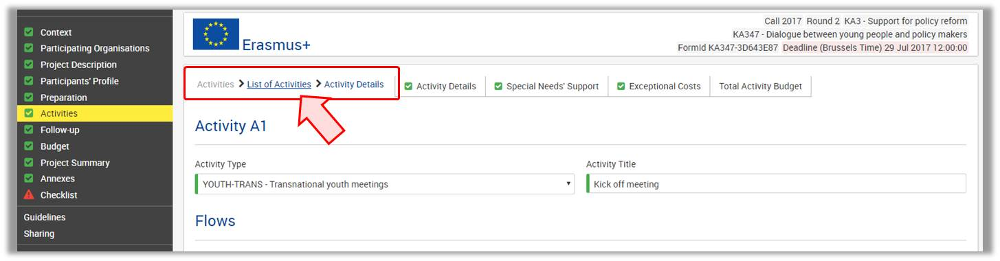 Context
Participating Organisations
Project Description
Participants' Profile
Preparation
Activities
Follow-up
Budget
Project Summary
Annexes
Checklist
Guidelines
Sharing
Erasmus+
Call 2017 Round 2 KA3 - Support for policy reform
KA347 - Dialogue between young people and policy makers
FormId KA347-3D643E87 Deadline (Brussels Time) 29 Jul 2017 12:00:00
Activities > List of Activities > Activity Details Activity Details Special Needs' Support Exceptional Costs Total Activity Budget
Activity A1
Activity Type Activity Title
YOUTH-TRANS - Transnational youth meetings Kick off meeting
Flows